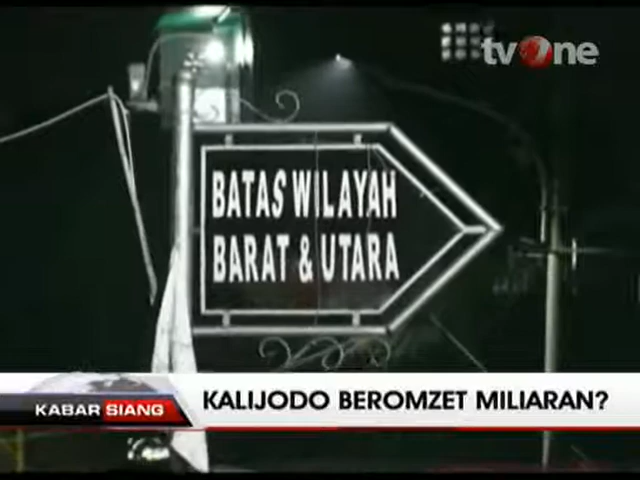 tvOne
BATAS WILAYAH
BARAT & UTARA
KALIJODO BEROMZET MILIARAN?
KABAR SIANG